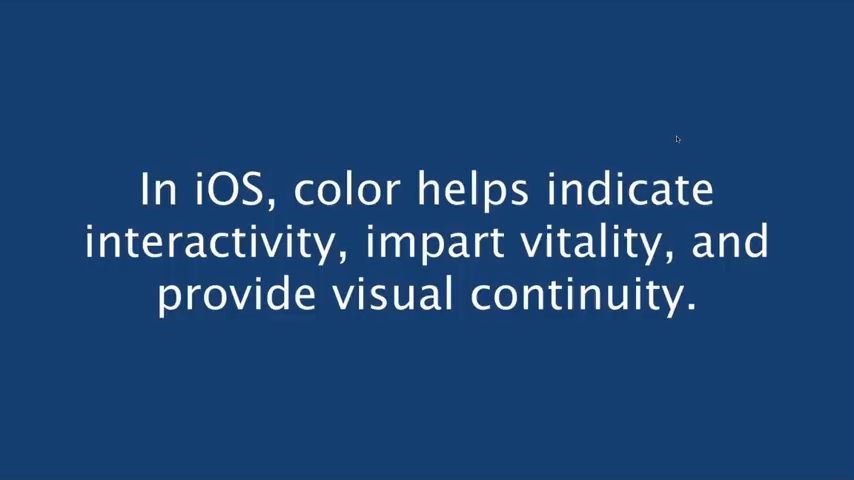 In iOS, color helps indicate
interactivity, impart vitality, and
provide visual continuity.